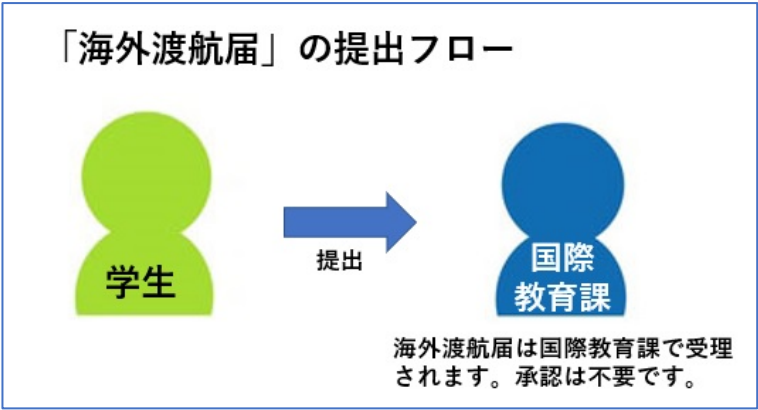 「海外渡航届」の提出フロー
学生
提出
国際
教育課
海外渡航届は国際教育課で受理
されます。承認は不要です。